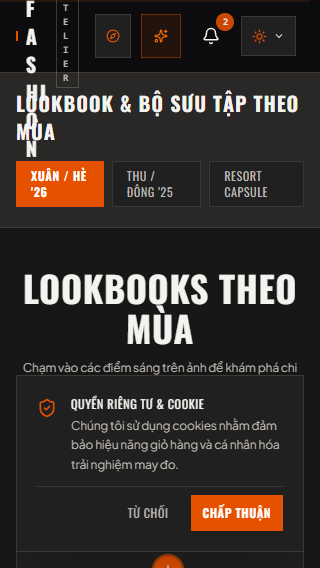 FASHION
TELIER
2
LOOKBOOK & BỘ SƯU TẬP THEO
MÙA
XUÂN / HÈ
'26
THU /
ĐÔNG '25
RESORT
CAPSULE
LOOKBOOKS THEO
MÙA
Chạm vào các điểm sáng trên ảnh để khám phá chi
QUYỀN RIÊNG TƯ & COOKIE
Chúng tôi sử dụng cookies nhằm đảm
bảo hiệu năng giỏ hàng và cá nhân hóa
trải nghiệm may đo.
TỪ CHỐI
CHẤP THUẬN